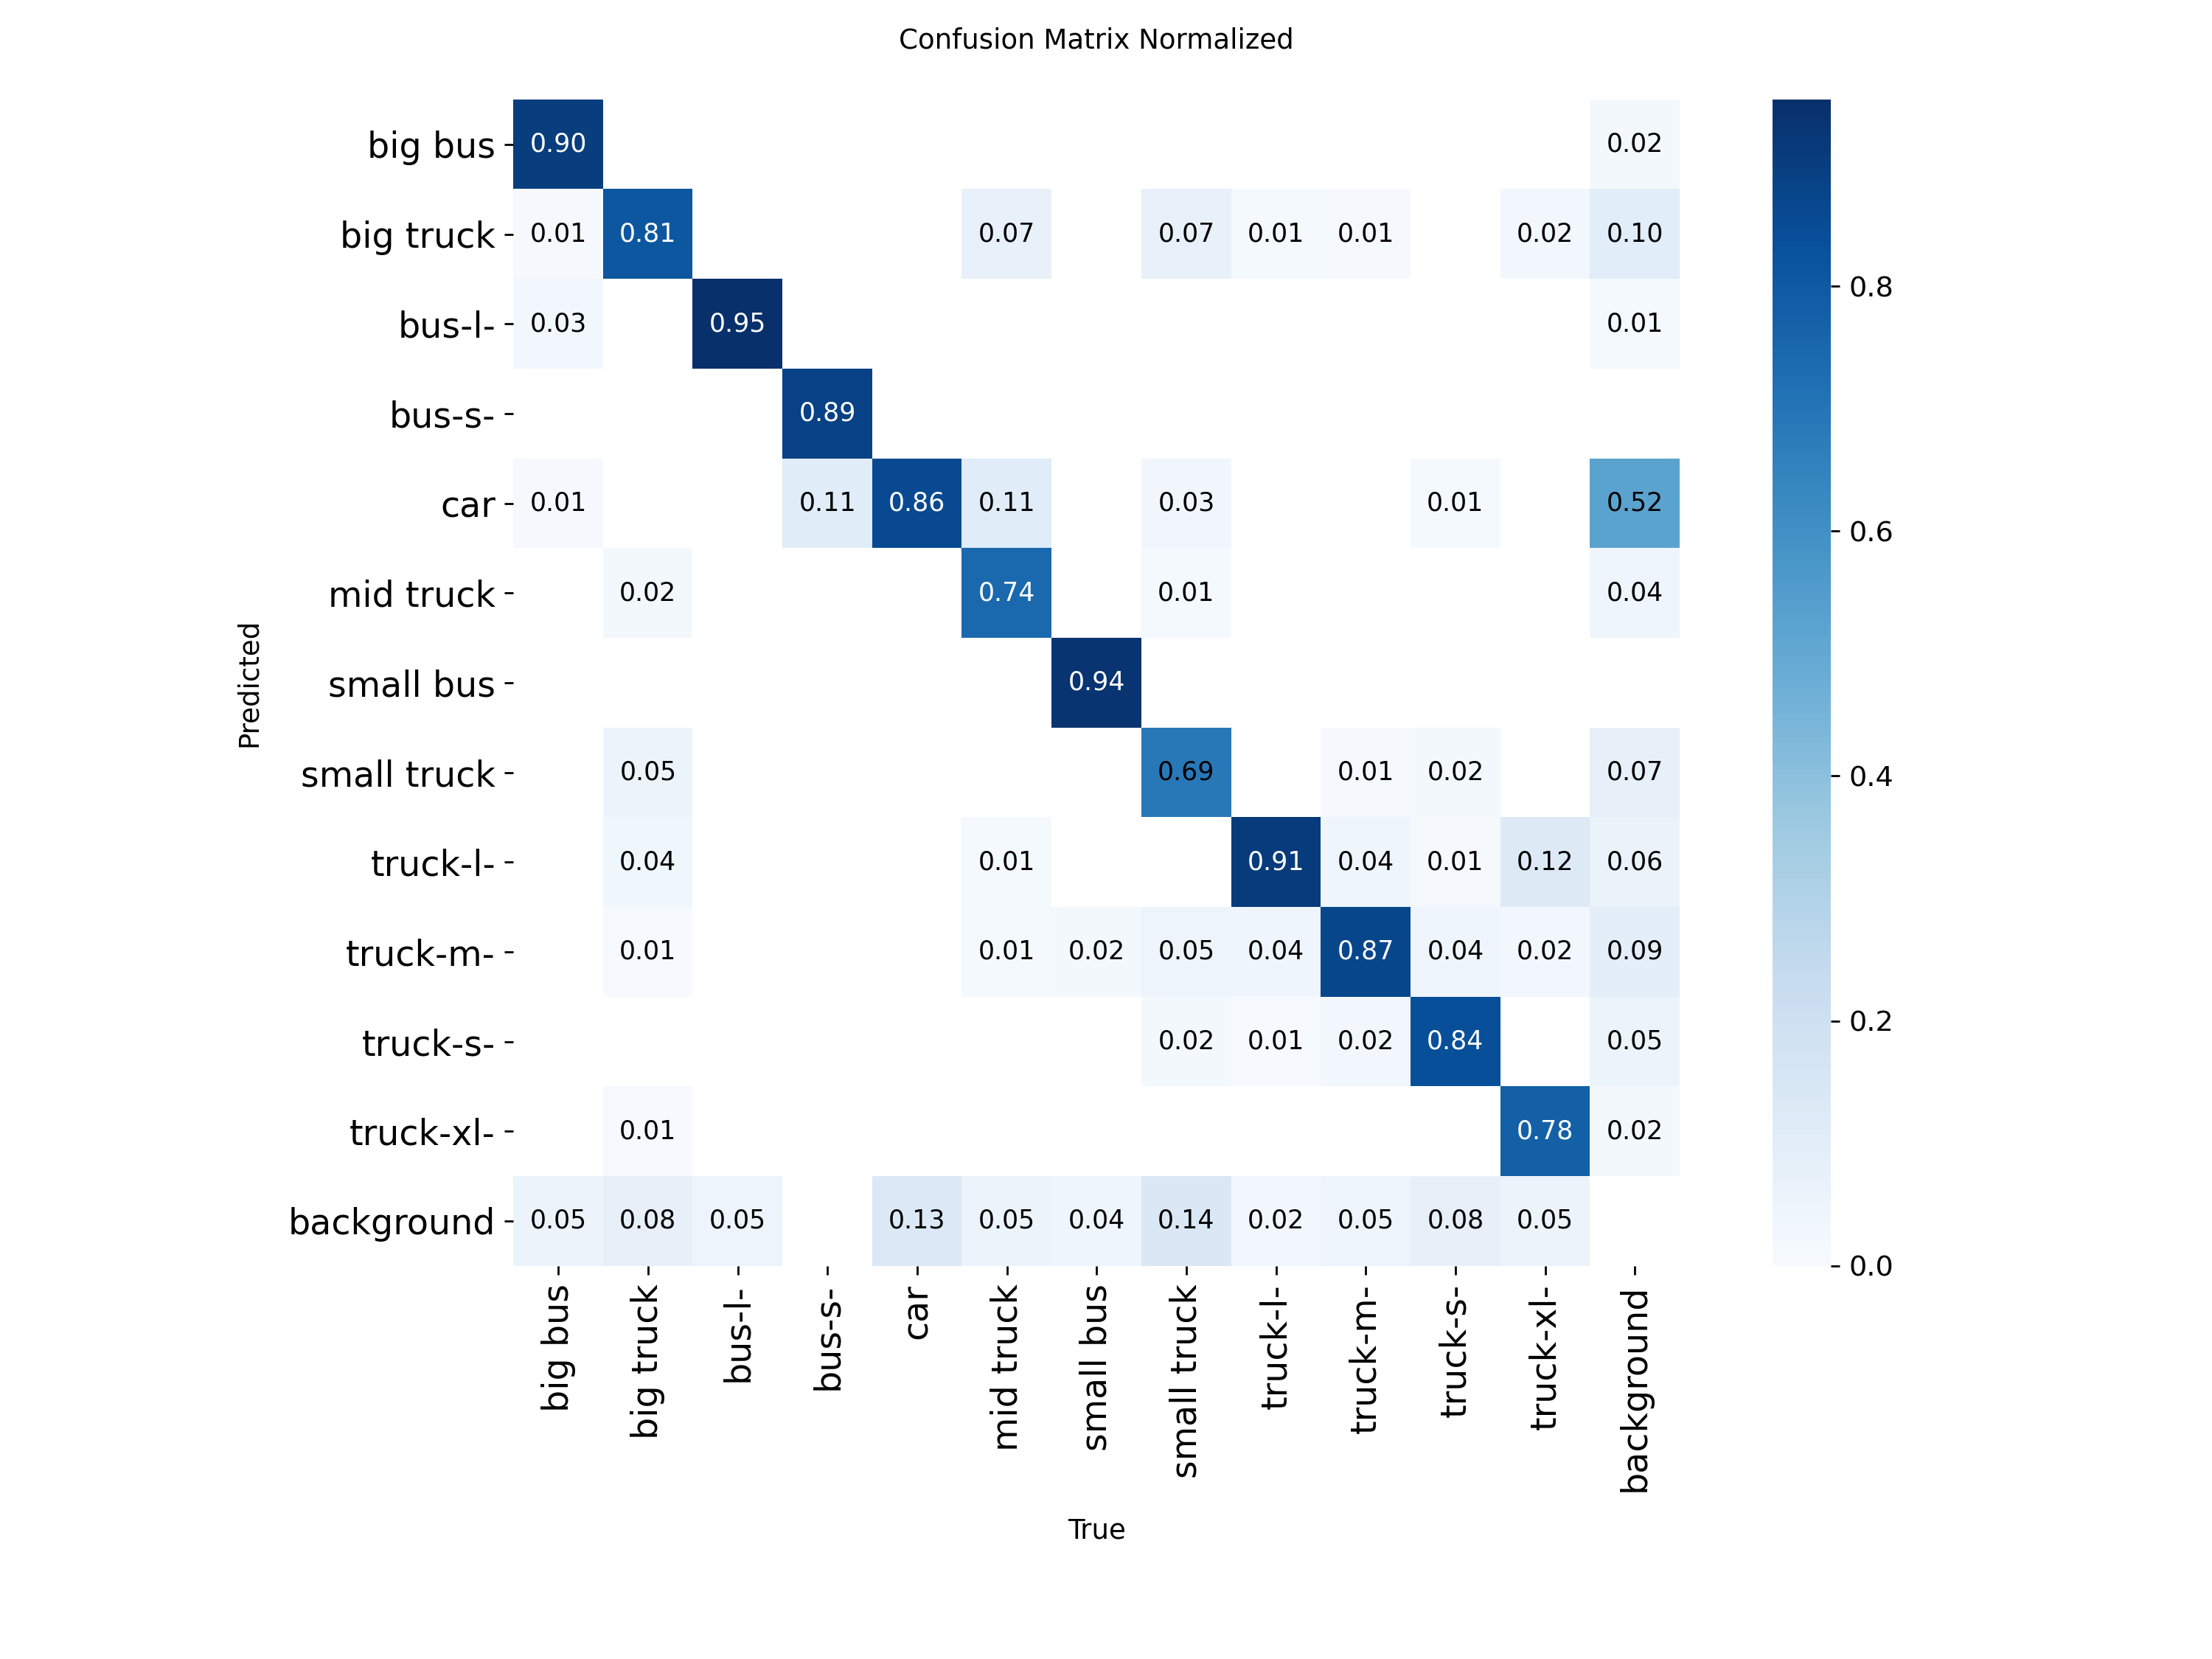 Confusion Matrix Normalized
big bus 0.90 0.02
big truck 0.01 0.81 0.07 0.07 0.01 0.01 0.02 0.10
bus-l- 0.03 0.95 0.01 0.8
bus-s- 0.89
car 0.01 0.11 0.86 0.11 0.03 0.01 0.52 0.6
mid truck 0.02 0.74 0.01 0.04
Predicted
small bus 0.94
small truck 0.05 0.69 0.01 0.02 0.07 0.4
truck-l- 0.04 0.01 0.91 0.04 0.01 0.12 0.06
truck-m- 0.01 0.01 0.02 0.05 0.04 0.87 0.04 0.02 0.09
truck-s- 0.02 0.01 0.02 0.84 0.05 0.2
truck-xl- 0.01 0.78 0.02
background 0.05 0.08 0.05 0.13 0.05 0.04 0.14 0.02 0.05 0.08 0.05 0.0
big bus
big truck
bus-l-
bus-s-
car
mid truck
small bus
small truck
truck-l-
truck-m-
truck-s-
truck-xl-
background
True